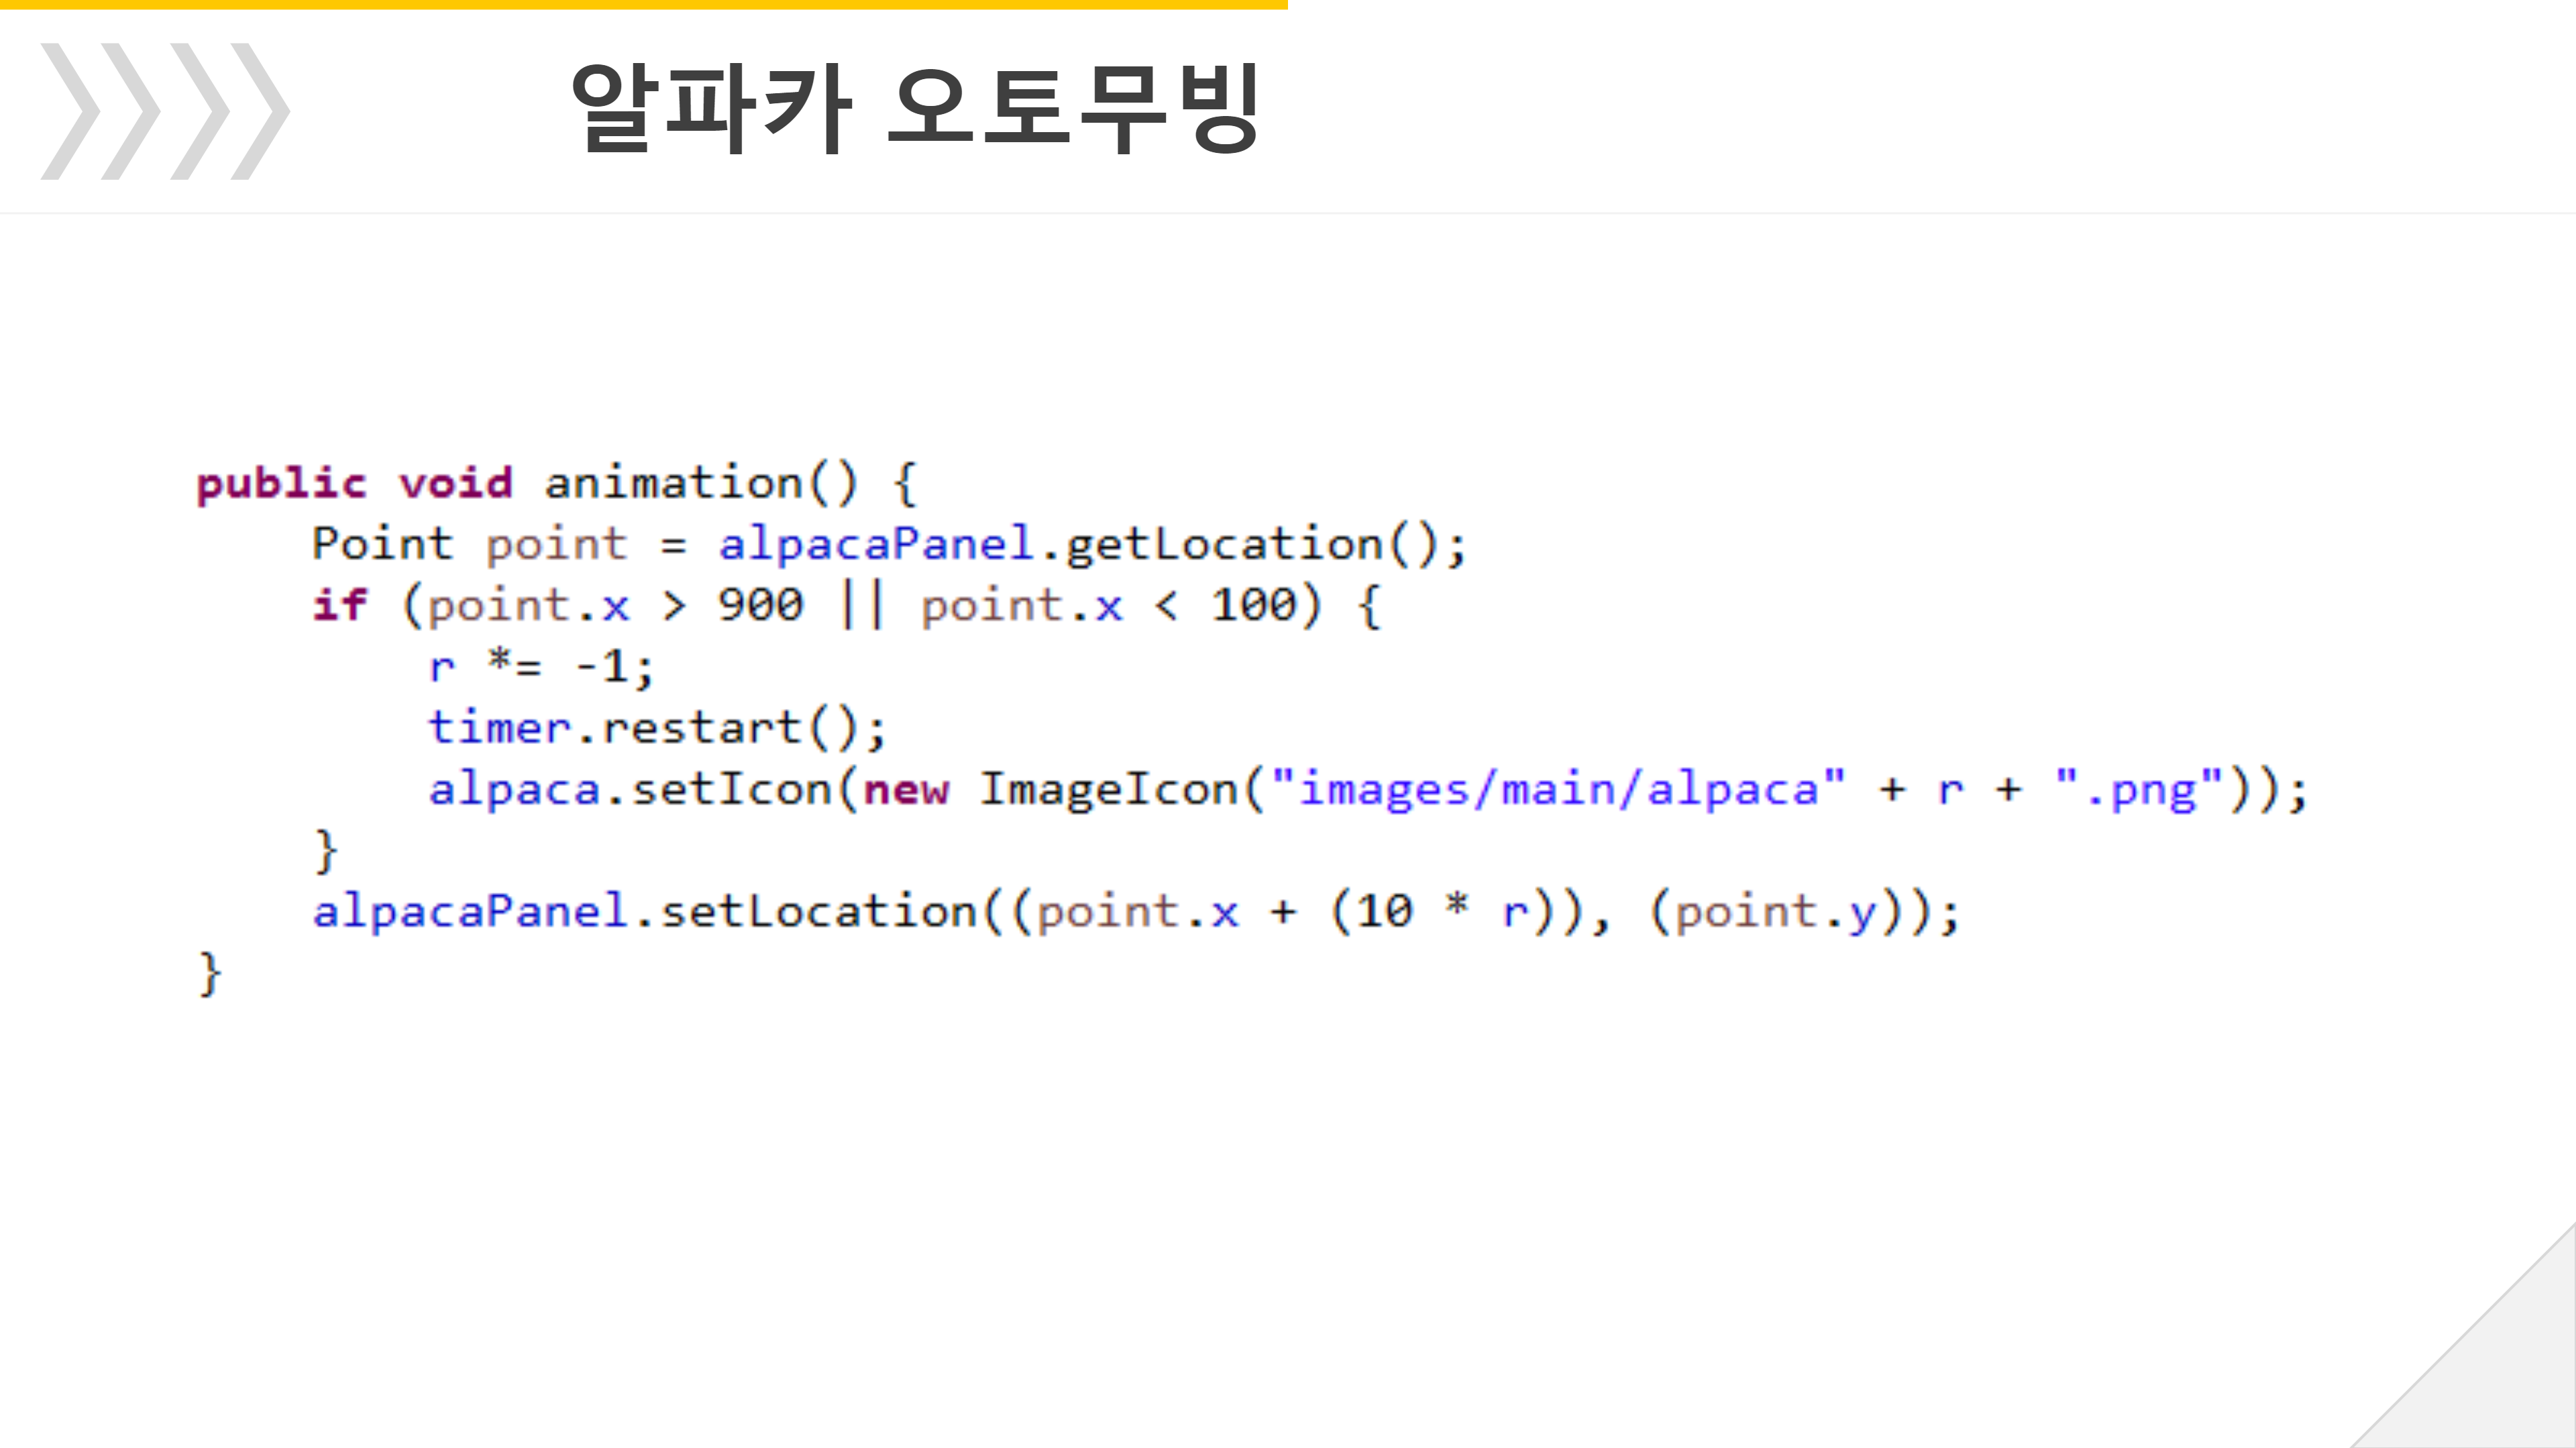 알파카 오토무빙
public void animation() {
    Point point = alpacaPanel.getLocation();
    if (point.x > 900 || point.x < 100) {
        r *= -1;
        timer.restart();
        alpaca.setIcon(new ImageIcon("images/main/alpaca" + r + ".png"));
    }
    alpacaPanel.setLocation((point.x + (10 * r)), (point.y));
}